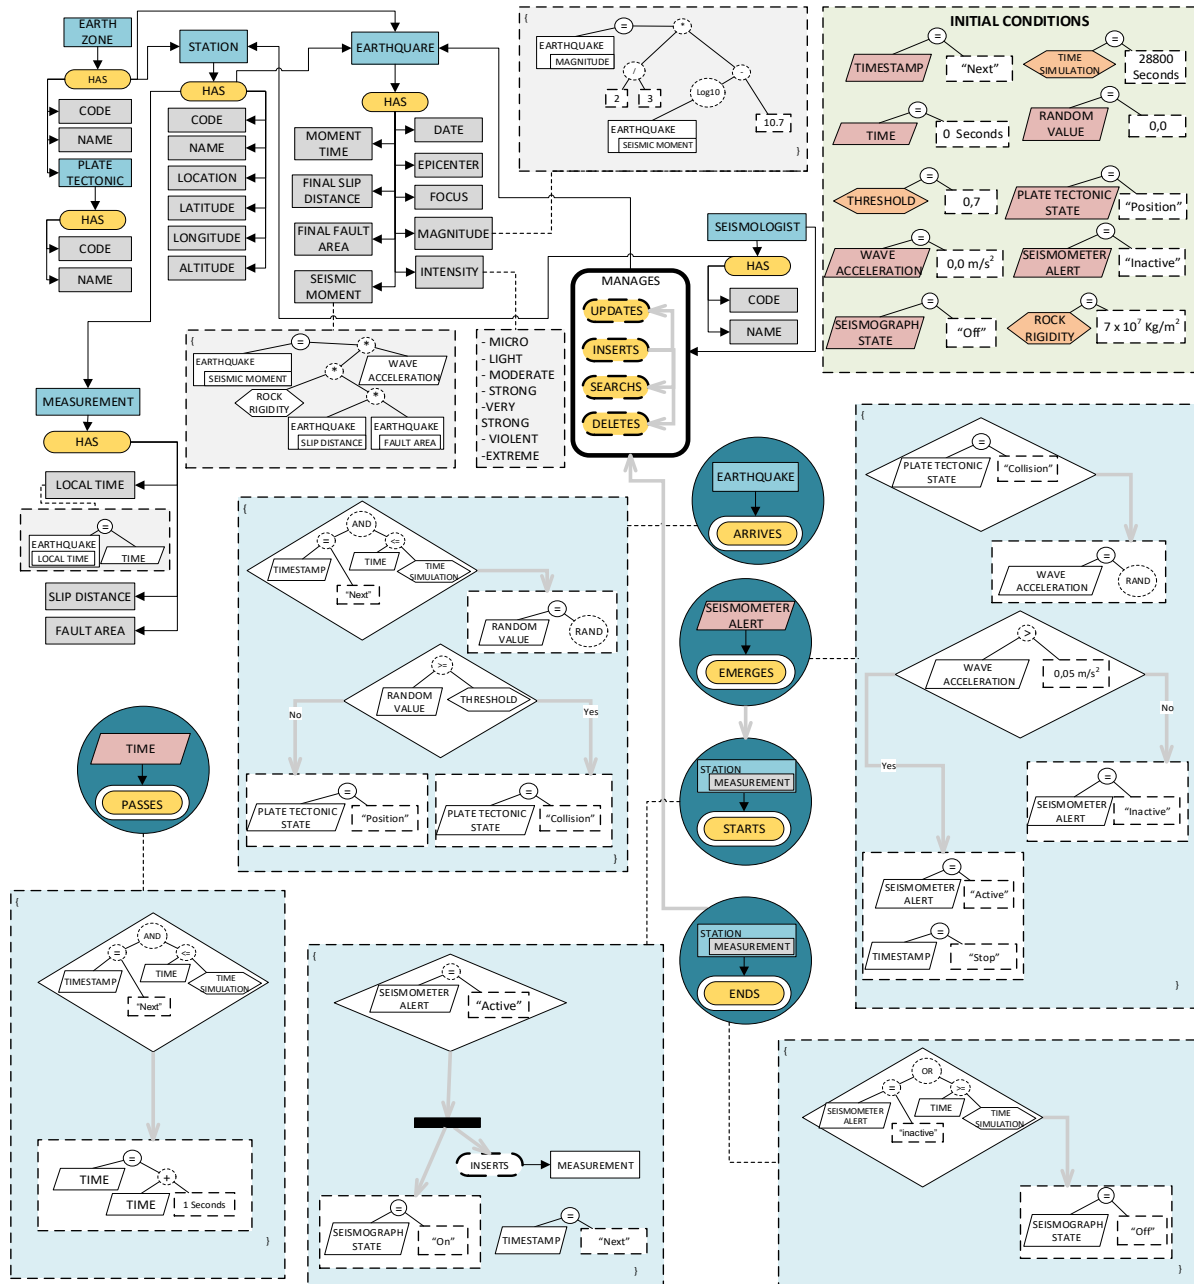 EARTH
ZONE
HAS
CODE
NAME
PLATE
TECTONIC
HAS
CODE
NAME
STATION
HAS
CODE
NAME
LOCATION
LATITUDE
LONGITUDE
ALTITUDE
EARTHQUARE
HAS
MOMENT
TIME
FINAL SLIP
DISTANCE
FINAL FAULT
AREA
SEISMIC
MOMENT
DATE
EPICENTER
FOCUS
MAGNITUDE
INTENSITY
{
=
*
EARTHQUAKE
MAGNITUDE
/
2
3
-
Log10
EARTHQUAKE
SEISMIC MOMENT
10.7
}
INITIAL CONDITIONS
=
TIMESTAMP
"Next"
=
TIME
SIMULATION
28800
Seconds
=
TIME
0 Seconds
=
RANDOM
VALUE
0,0
=
THRESHOLD
0,7
=
PLATE TECTONIC
STATE
"Position"
=
WAVE
ACCELERATION
0,0 m/s²
=
SEISMOMETER
ALERT
"Inactive"
=
SEISMOGRAPH
STATE
"Off"
=
ROCK
RIGIDITY
7 x 10⁷ Kg/m²
SEISMOLOGIST
HAS
CODE
NAME
MANAGES
UPDATES
INSERTS
SEARCHS
DELETES
{
=
*
EARTHQUAKE
SEISMIC MOMENT
*
WAVE
ACCELERATION
ROCK
RIGIDITY
*
EARTHQUAKE
SLIP DISTANCE
EARTHQUAKE
FAULT AREA
}
- MICRO
- LIGHT
- MODERATE
- STRONG
-VERY
STRONG
- VIOLENT
-EXTREME
MEASUREMENT
HAS
LOCAL TIME
{
=
EARTHQUAKE
LOCAL TIME
TIME
}
SLIP DISTANCE
FAULT AREA
EARTHQUAKE
ARRIVES
{
AND
=
<=
TIMESTAMP
TIME
TIME
SIMULATION
"Next"
=
RANDOM
VALUE
RAND
>=
RANDOM
VALUE
THRESHOLD
No
Yes
=
PLATE TECTONIC
STATE
"Position"
=
PLATE TECTONIC
STATE
"Collision"
}
SEISMOMETER
ALERT
EMERGES
{
=
PLATE TECTONIC
STATE
"Collision"
=
WAVE
ACCELERATION
RAND
>
WAVE
ACCELERATION
0,05 m/s²
No
Yes
=
SEISMOMETER
ALERT
"Inactive"
=
SEISMOMETER
ALERT
"Active"
=
TIMESTAMP
"Stop"
}
TIME
PASSES
{
AND
=
<=
TIMESTAMP
TIME
TIME
SIMULATION
"Next"
=
TIME
+
TIME
1 Seconds
}
STATION
MEASUREMENT
STARTS
{
=
SEISMOMETER
ALERT
"Active"
INSERTS
MEASUREMENT
=
SEISMOGRAPH
STATE
"On"
=
TIMESTAMP
"Next"
}
STATION
MEASUREMENT
ENDS
{
OR
=
>=
SEISMOMETER
ALERT
TIME
TIME
SIMULATION
"inactive"
=
SEISMOGRAPH
STATE
"Off"
}